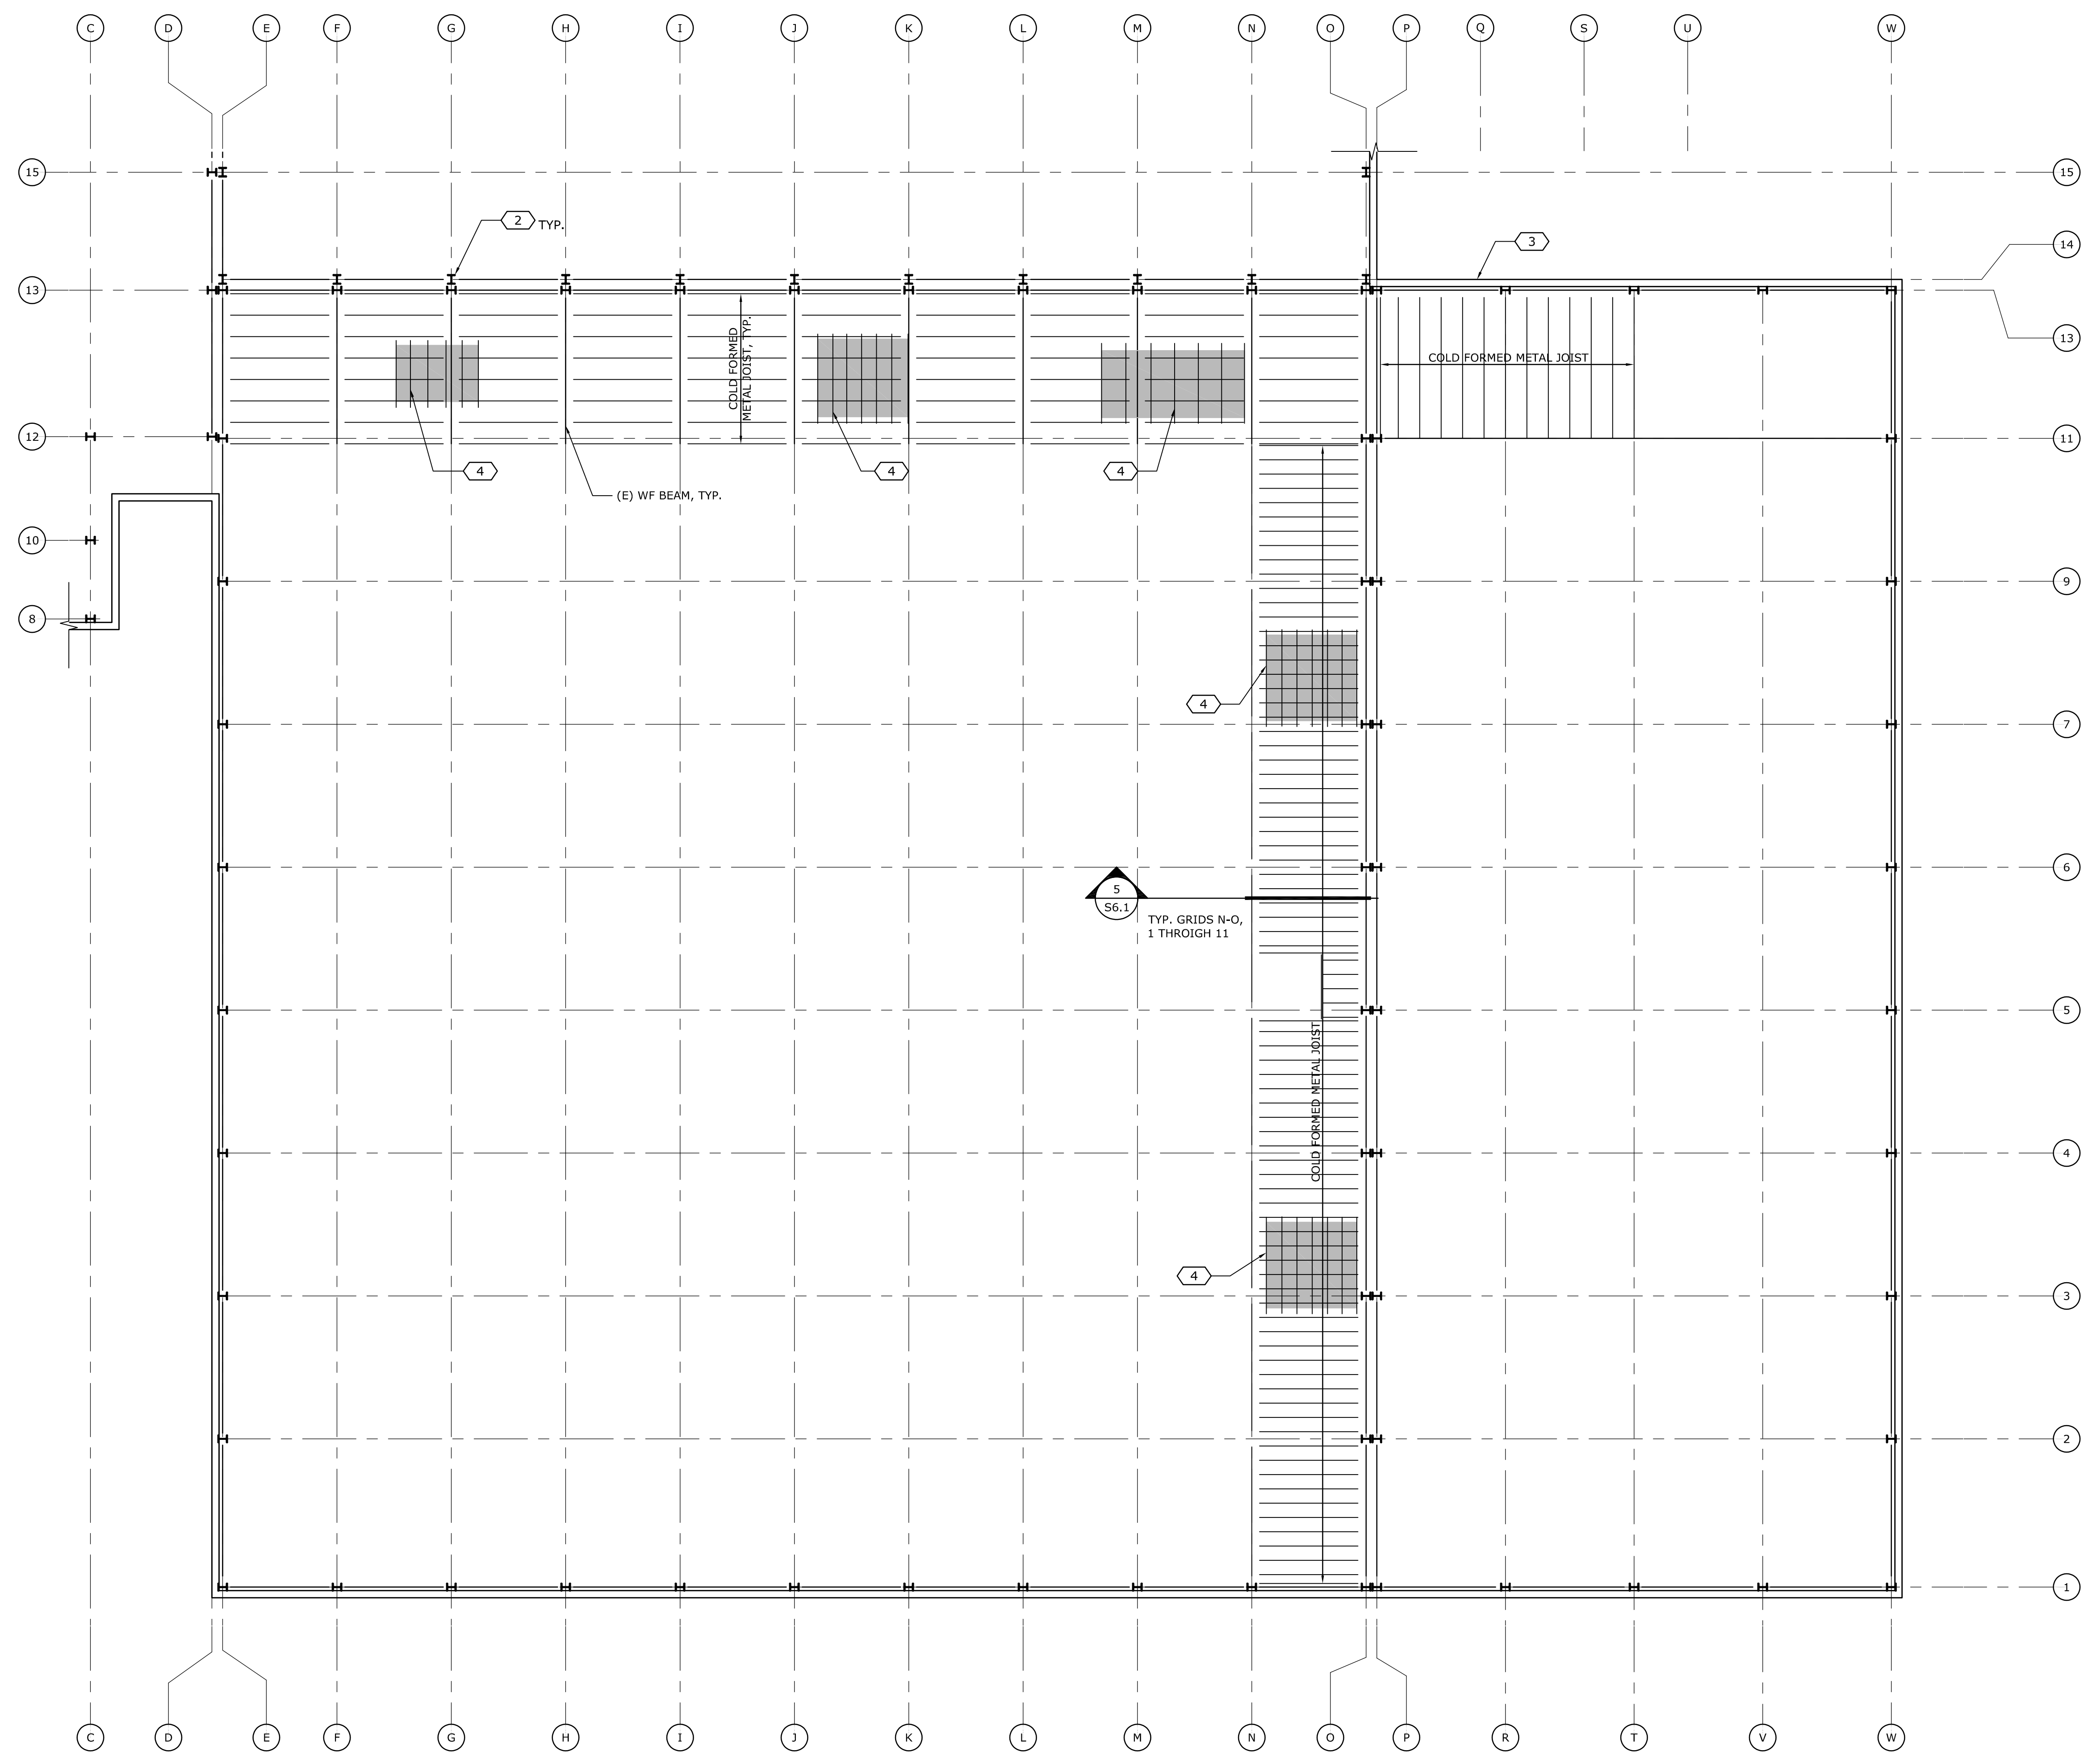 C D E F G H I J K L M N O P Q S U W
15 15
2 TYP.
3
14
13
13
COLD FORMED
METAL JOIST, TYP.
COLD FORMED METAL JOIST
12 11
4 4 4
(E) WF BEAM, TYP.
10
9
8
4
7
6
5
S6.1
TYP. GRIDS N-O,
1 THROIGH 11
5
COLD FORMED METAL JOIST
4
4
3
2
1
C D E F G H I J K L M N O P R T V W